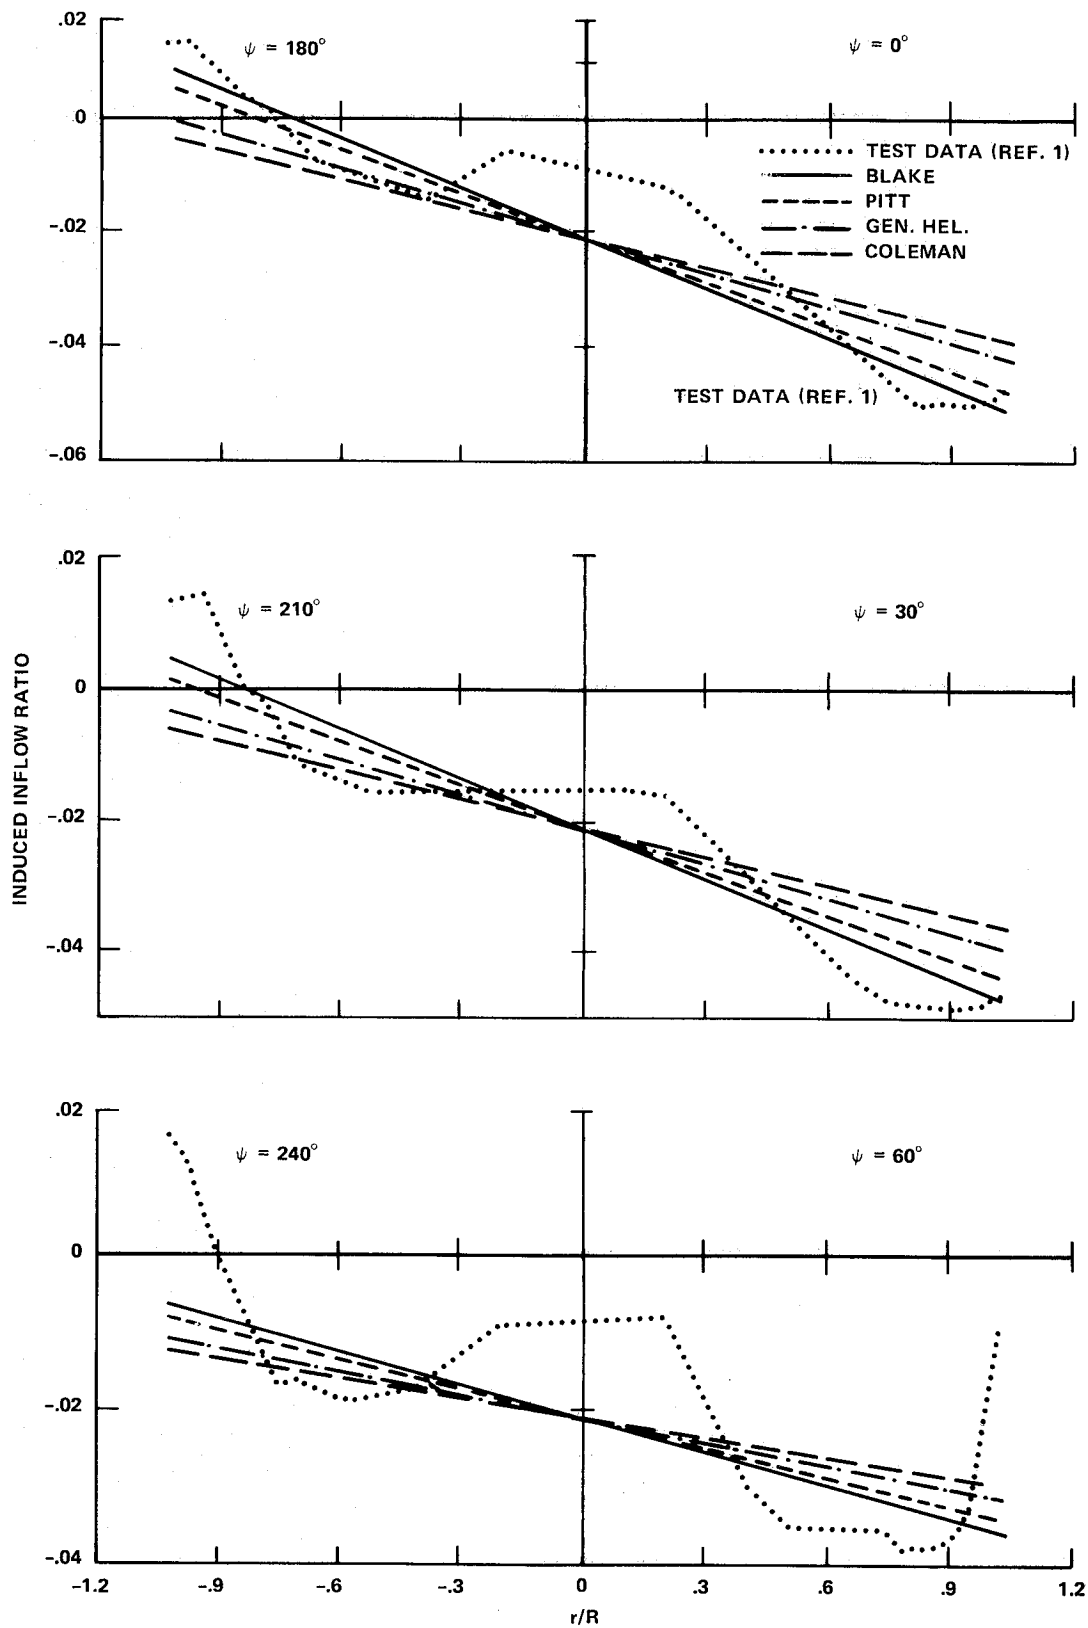 .02
ψ = 180°
ψ = 0°
0
TEST DATA (REF. 1)
BLAKE
PITT
GEN. HEL.
COLEMAN
-.02
-.04
TEST DATA (REF. 1)
-.06
INDUCED INFLOW RATIO
.02
ψ = 210°
ψ = 30°
0
-.02
-.04
.02
ψ = 240°
ψ = 60°
0
-.02
-.04
-1.2 -.9 -.6 -.3 0 .3 .6 .9 1.2
r/R